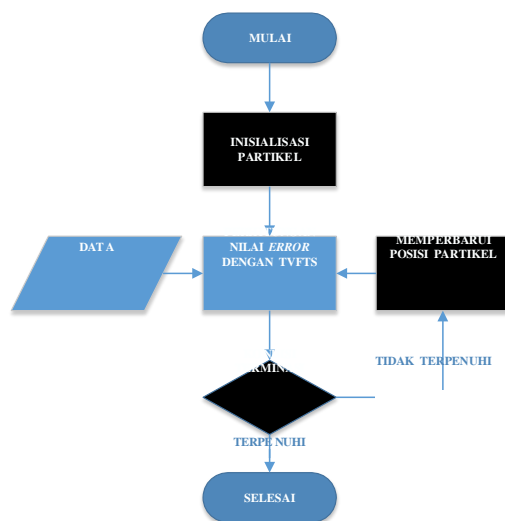 MULAI
INISIALISASI
PARTIKEL
DATA
NILAI ERROR
DENGAN TVFTS
MEMPERBARUI
POSISI PARTIKEL
TIDAK TERPENUHI
TERPENUHI
SELESAI